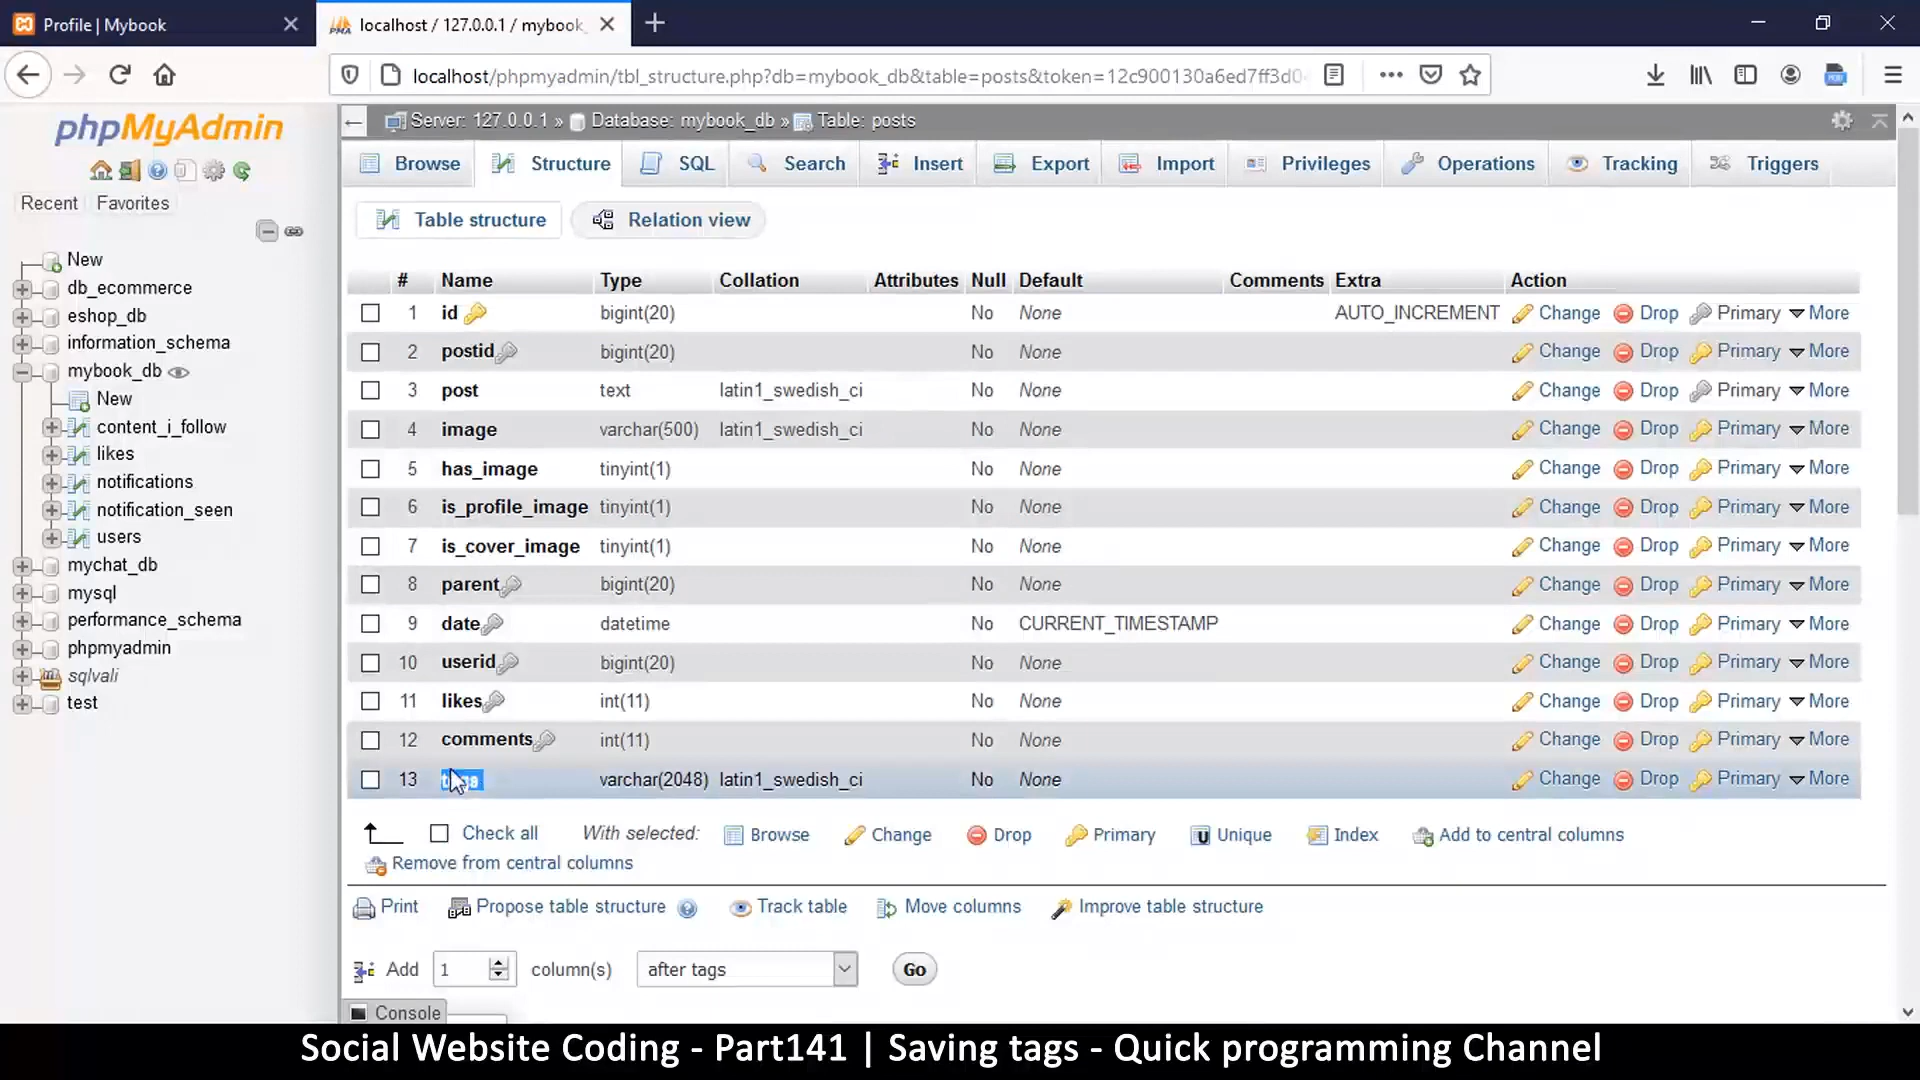 Profile | Mybook
localhost / 127.0.0.1 / mybook_
localhost/phpmyadmin/tbl_structure.php?db=mybook_db&table=posts&token=12c900130a6ed7ff3d0
phpMyAdmin
Recent Favorites
New
db_ecommerce
eshop_db
information_schema
mybook_db
New
content_i_follow
likes
notifications
notification_seen
users
mychat_db
mysql
performance_schema
phpmyadmin
sqlvali
test
Server: 127.0.0.1 » Database: mybook_db » Table: posts
Browse Structure SQL Search Insert Export Import Privileges Operations Tracking Triggers
Table structure Relation view
# Name Type Collation Attributes Null Default Comments Extra Action
1 id bigint(20) No None AUTO_INCREMENT Change Drop Primary More
2 postid bigint(20) No None Change Drop Primary More
3 post text latin1_swedish_ci No None Change Drop Primary More
4 image varchar(500) latin1_swedish_ci No None Change Drop Primary More
5 has_image tinyint(1) No None Change Drop Primary More
6 is_profile_image tinyint(1) No None Change Drop Primary More
7 is_cover_image tinyint(1) No None Change Drop Primary More
8 parent bigint(20) No None Change Drop Primary More
9 date datetime No CURRENT_TIMESTAMP Change Drop Primary More
10 userid bigint(20) No None Change Drop Primary More
11 likes int(11) No None Change Drop Primary More
12 comments int(11) No None Change Drop Primary More
13 tags varchar(2048) latin1_swedish_ci No None Change Drop Primary More
Check all With selected: Browse Change Drop Primary Unique Index Add to central columns
Remove from central columns
Print Propose table structure Track table Move columns Improve table structure
Add 1 column(s) after tags Go
Console
Social Website Coding - Part141 | Saving tags - Quick programming Channel